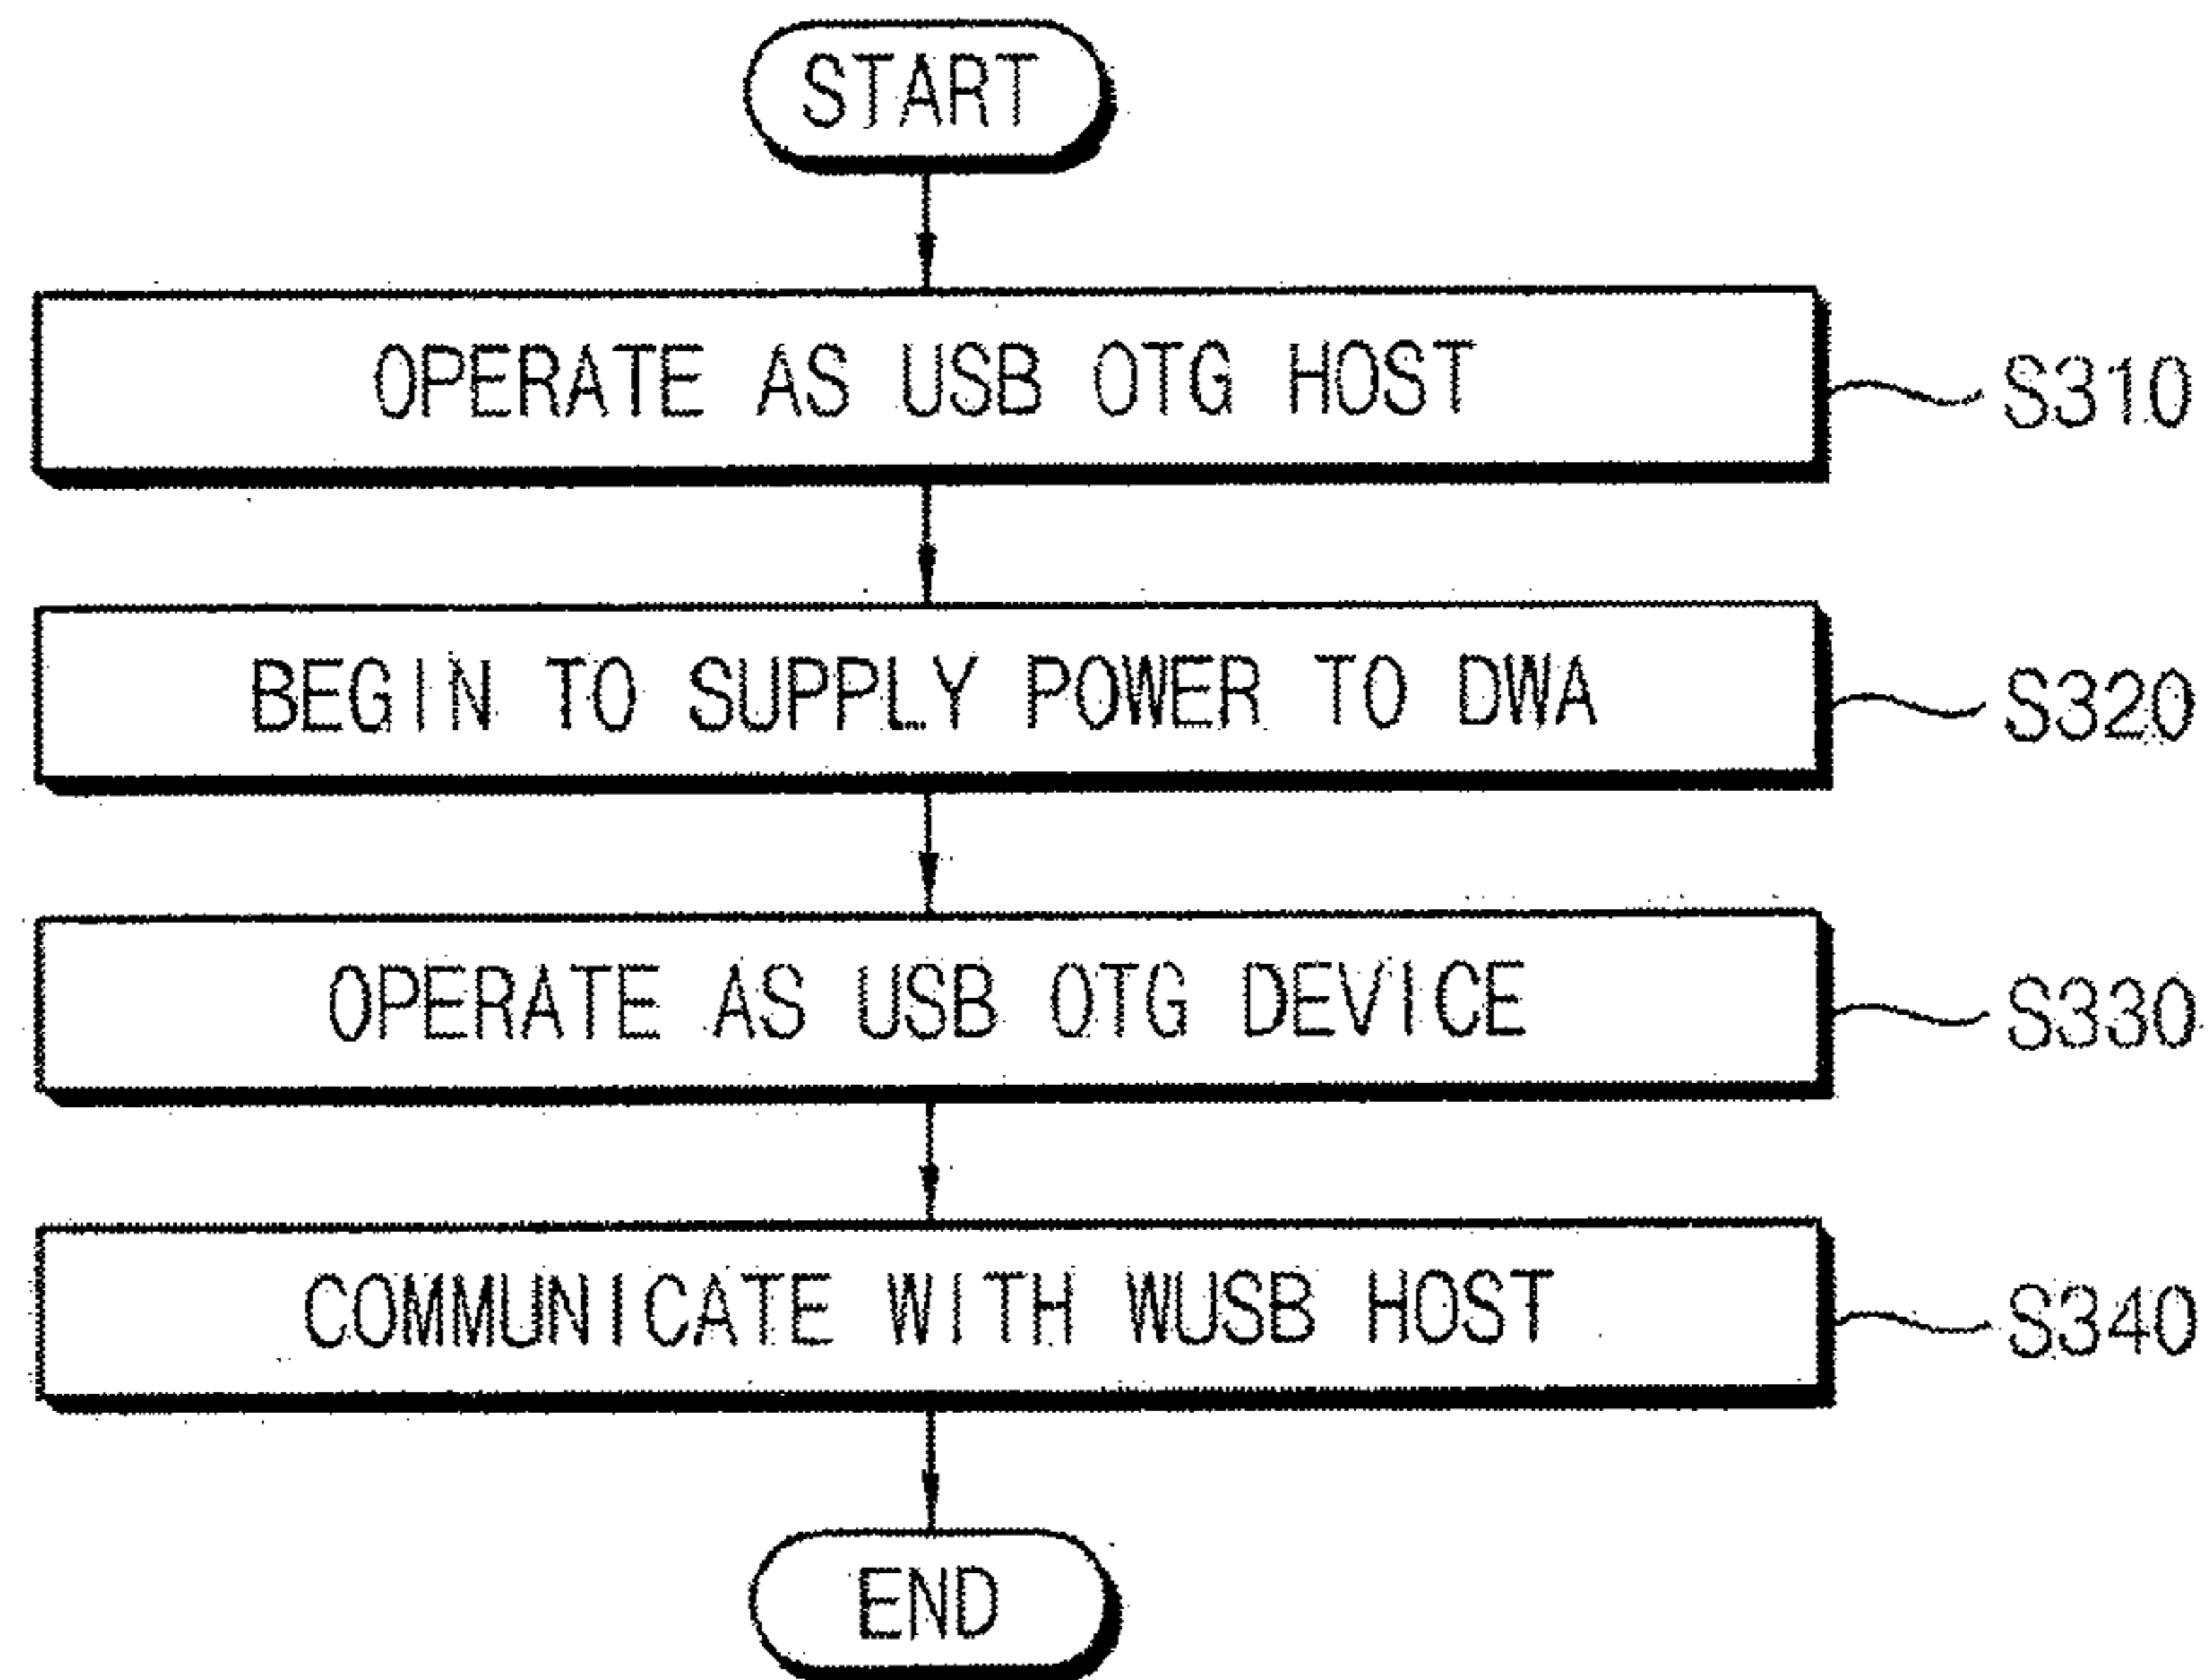 START
OPERATE AS USB OTG HOST
S310
BEGIN TO SUPPLY POWER TO DWA
S320
OPERATE AS USB OTG DEVICE
S330
COMMUNICATE WITH WUSB HOST
S340
END